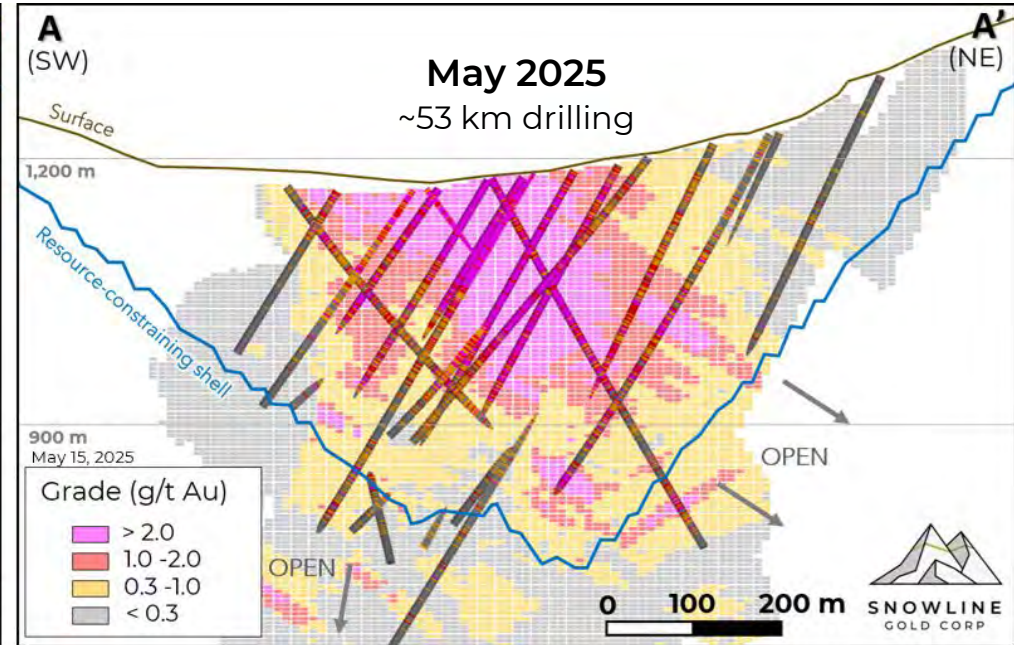 A
(SW)
A’
(NE)
May 2025
~53 km drilling
Surface
1,200 m
Resource-constraining shell
900 m
May 15, 2025
OPEN
Grade (g/t Au)
> 2.0
1.0 -2.0
0.3 -1.0
< 0.3
OPEN
0 100 200 m
SNOWLINE
GOLD CORP